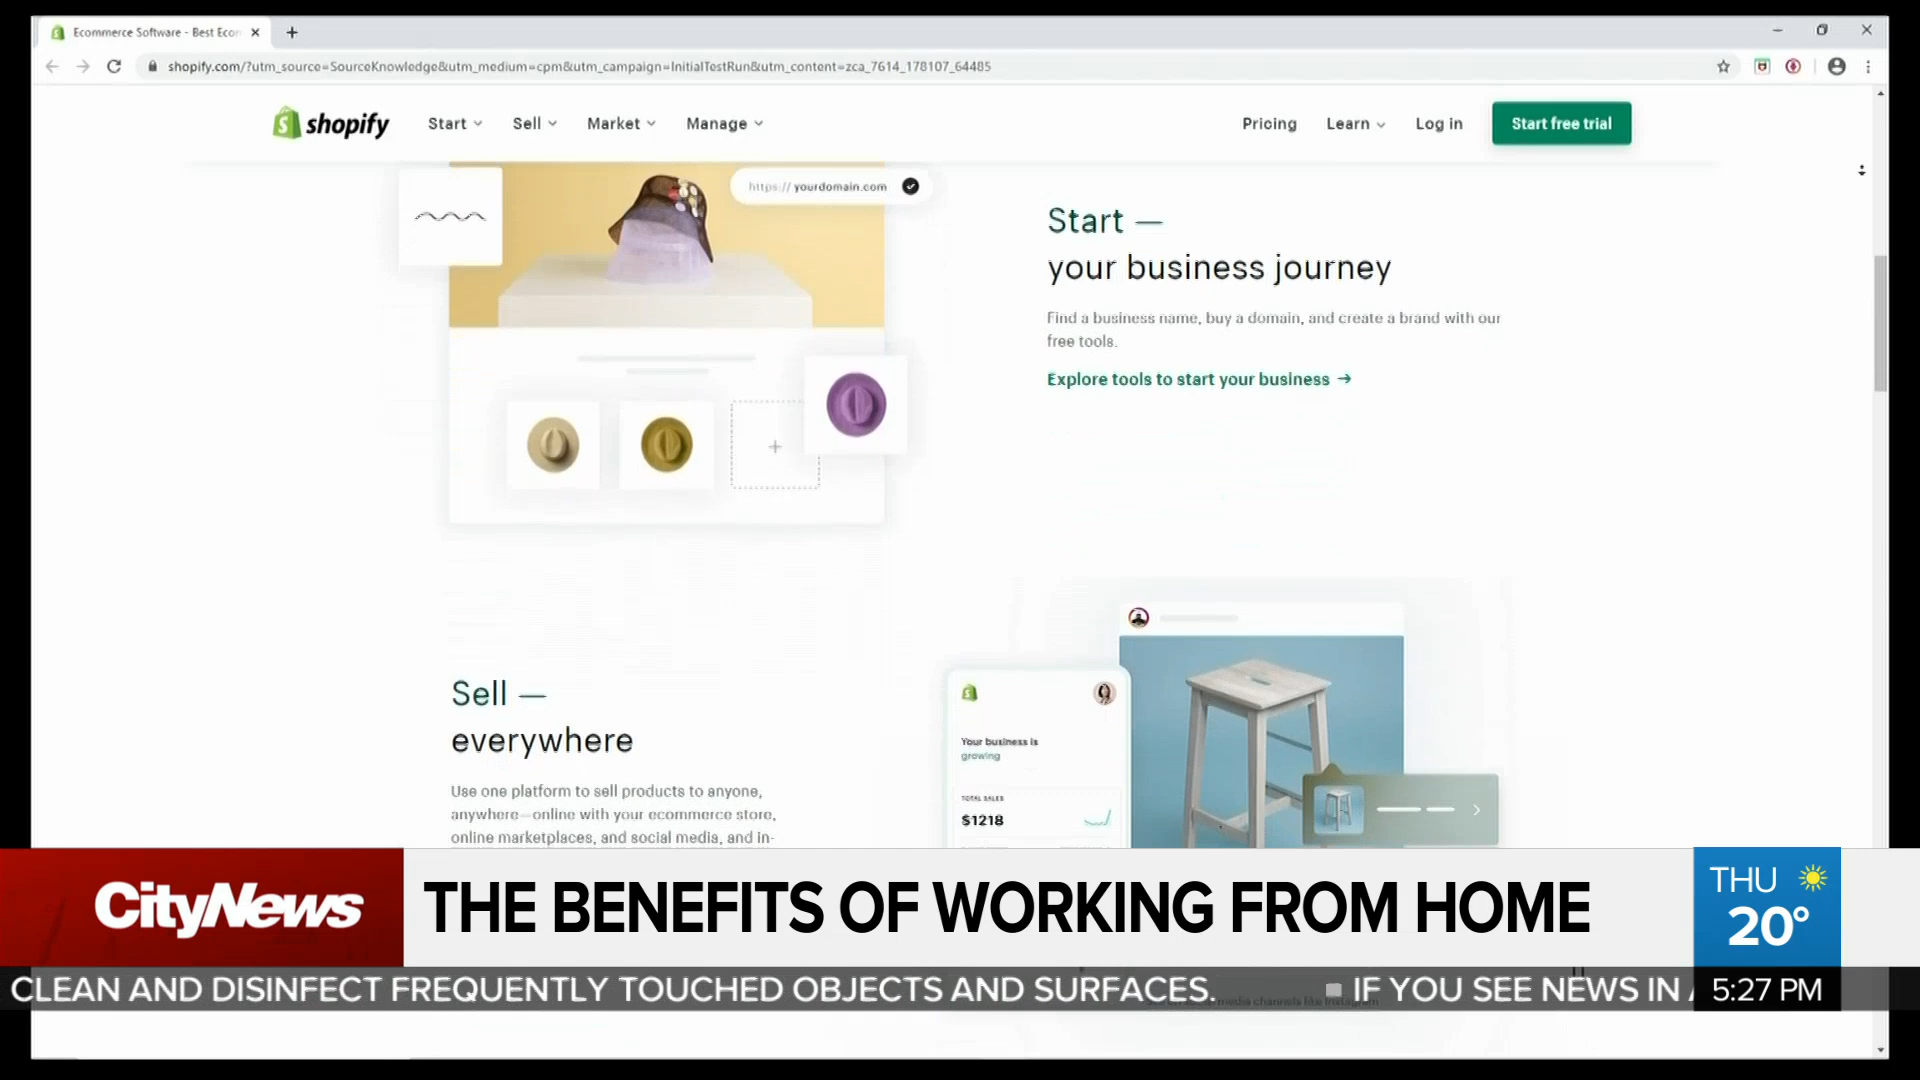 Ecommerce Software - Best Econ
shopify.com/?utm_source=SourceKnowledge&utm_medium=cpm&utm_campaign=InitialTestRun&utm_content=zca_7614_178107_64485
shopify Start Sell Market Manage Pricing Learn Log in Start free trial
https:// yourdomain.com
Start —
your business journey
Find a business name, buy a domain, and create a brand with our
free tools.
Explore tools to start your business →
Sell —
everywhere
Use one platform to sell products to anyone,
anywhere—online with your ecommerce store,
online marketplaces, and social media, and in-
Your business is
growing
TOTAL SALES
$1218
CityNews
THE BENEFITS OF WORKING FROM HOME
THU
20°
CLEAN AND DISINFECT FREQUENTLY TOUCHED OBJECTS AND SURFACES. IF YOU SEE NEWS IN
5:27 PM